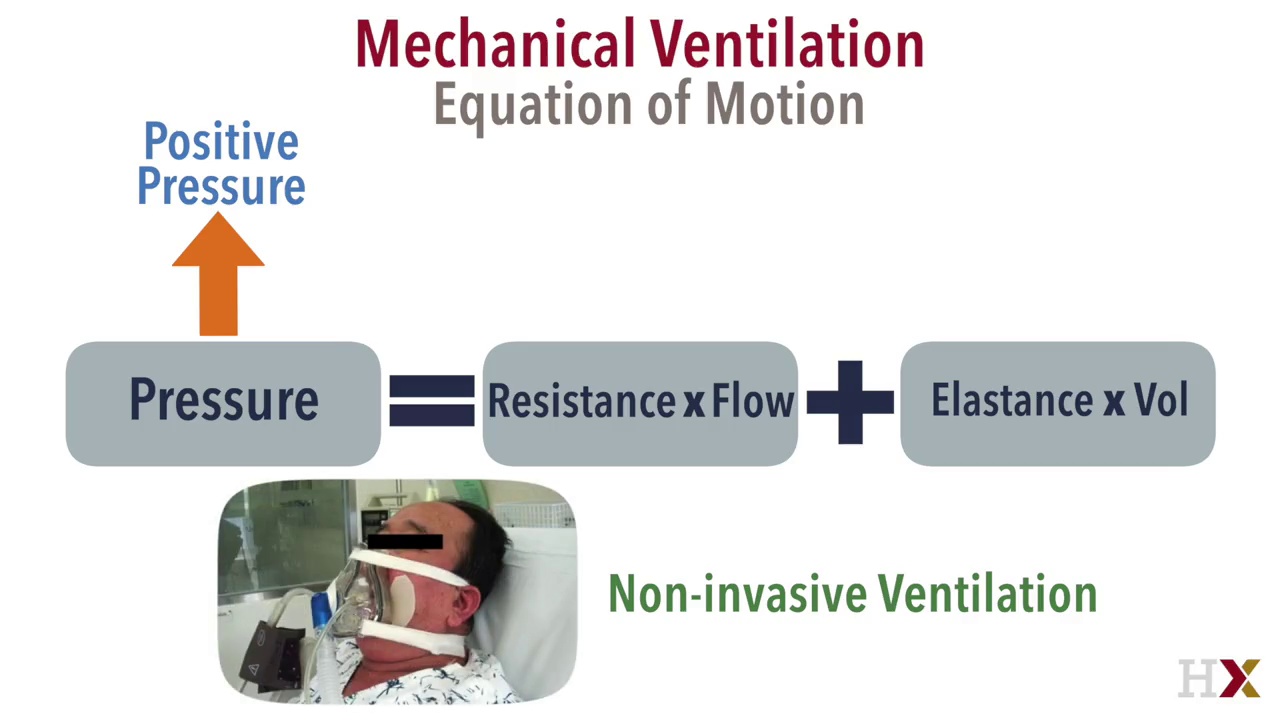 Mechanical Ventilation
Equation of Motion
Positive
Pressure
Pressure
=
Resistance x Flow
+
Elastance x Vol
Non-invasive Ventilation
HX